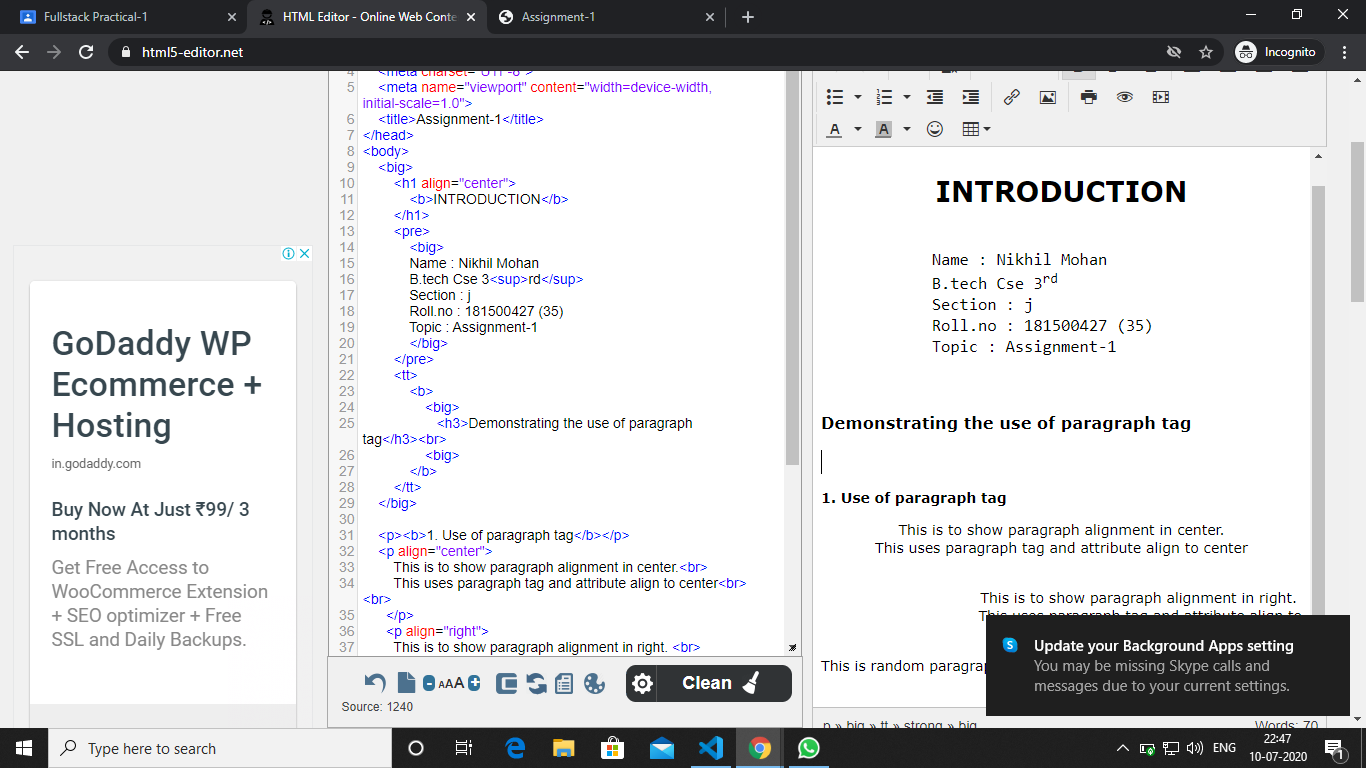 Fullstack Practical-1
HTML Editor - Online Web Conte
Assignment-1
html5-editor.net
Incognito
GoDaddy WP
Ecommerce +
Hosting
in.godaddy.com
Buy Now At Just ₹99/ 3
months
Get Free Access to
WooCommerce Extension
+ SEO optimizer + Free
SSL and Daily Backups.
4 <meta charset="UTF-8">
5 <meta name="viewport" content="width=device-width,
initial-scale=1.0">
6 <title>Assignment-1</title>
7 </head>
8 <body>
9 <big>
10 <h1 align="center">
11 <b>INTRODUCTION</b>
12 </h1>
13 <pre>
14 <big>
15 Name : Nikhil Mohan
16 B.tech Cse 3<sup>rd</sup>
17 Section : j
18 Roll.no : 181500427 (35)
19 Topic : Assignment-1
20 </big>
21 </pre>
22 <tt>
23 <b>
24 <big>
25 <h3>Demonstrating the use of paragraph
tag</h3><br>
26 <big>
27 </b>
28 </tt>
29 </big>
30
31 <p><b>1. Use of paragraph tag</b></p>
32 <p align="center">
33 This is to show paragraph alignment in center.<br>
34 This uses paragraph tag and attribute align to center<br>
<br>
35 </p>
36 <p align="right">
37 This is to show paragraph alignment in right. <br>
AAA
Clean
Source: 1240
A
A
INTRODUCTION
Name : Nikhil Mohan
B.tech Cse 3rd
Section : j
Roll.no : 181500427 (35)
Topic : Assignment-1
Demonstrating the use of paragraph tag
1. Use of paragraph tag
This is to show paragraph alignment in center.
This uses paragraph tag and attribute align to center
This is to show paragraph alignment in right.
This uses paragraph tag and attribute align to
This is random paragrap
p » big » tt » strong » big
Words: 70
Update your Background Apps setting
You may be missing Skype calls and
messages due to your current settings.
Type here to search
ENG
22:47
10-07-2020
1